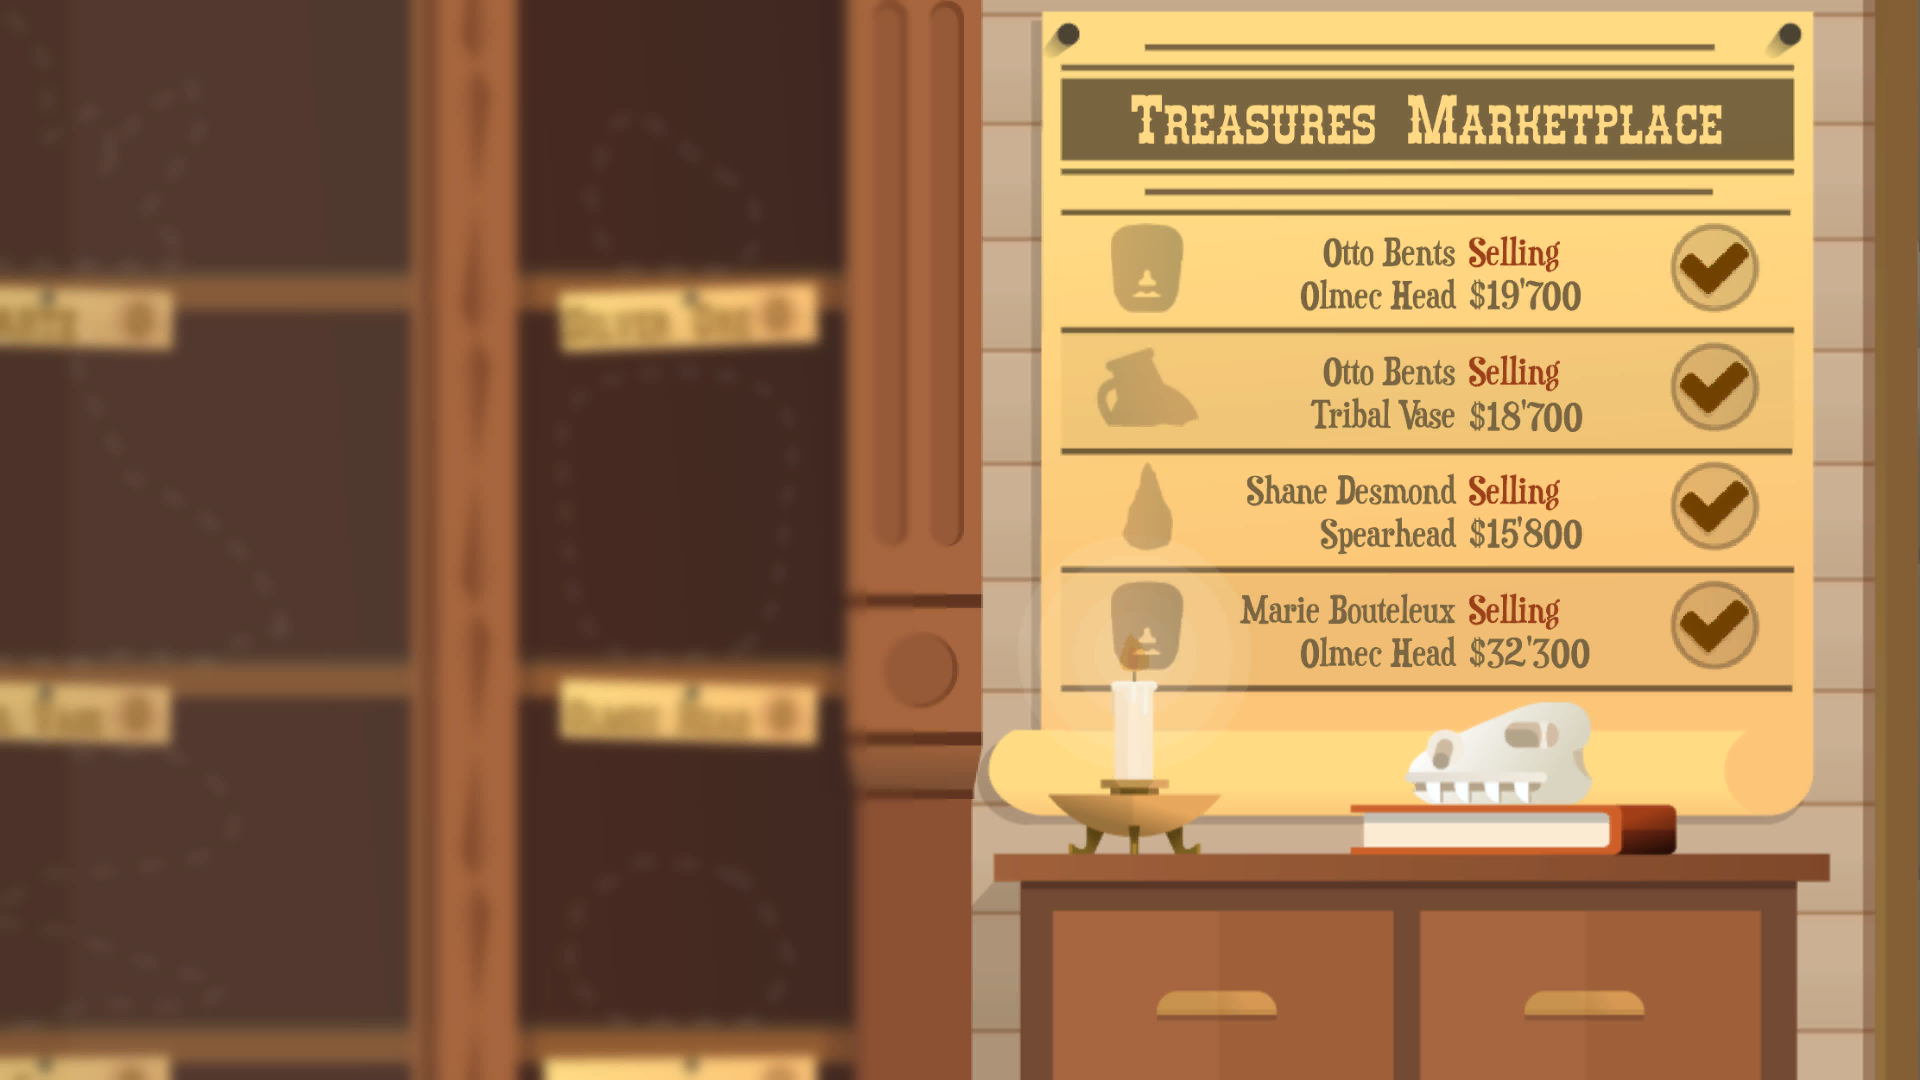 Treasures Marketplace
Otto Bents Selling
Olmec Head $19'700
Otto Bents Selling
Tribal Vase $18'700
Shane Desmond Selling
Spearhead $15'800
Marie Bouteleux Selling
Olmec Head $32'300